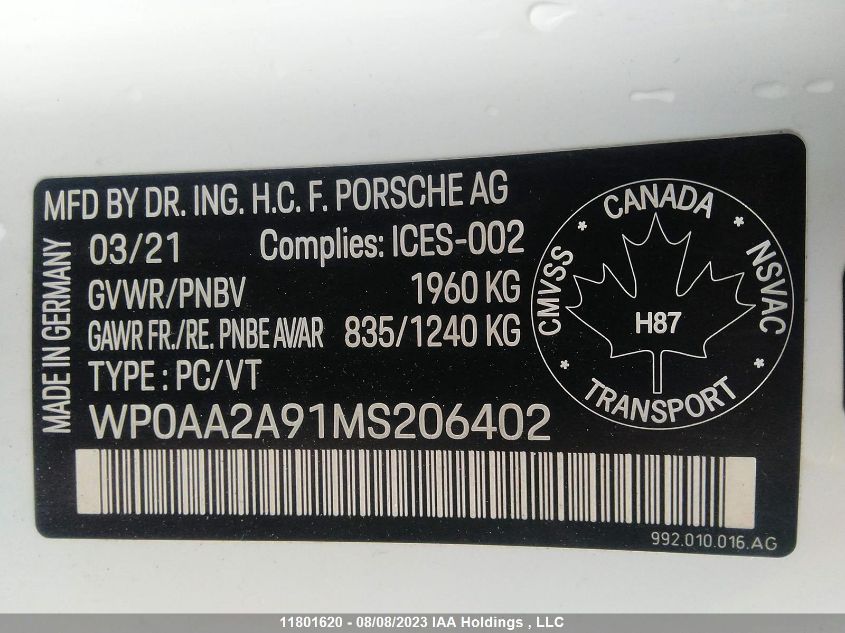 MFD BY DR. ING. H.C. F. PORSCHE AG
03/21 Complies: ICES-002
GVWR/PNBV 1960 KG
GAWR FR./RE. PNBE AV/AR 835/1240 KG
TYPE : PC/VT
WP0AA2A91MS206402
MADE IN GERMANY
CANADA
CMVSS
NSVAC
H87
TRANSPORT
992.010.016.AG
11801620 - 08/08/2023 IAA Holdings , LLC